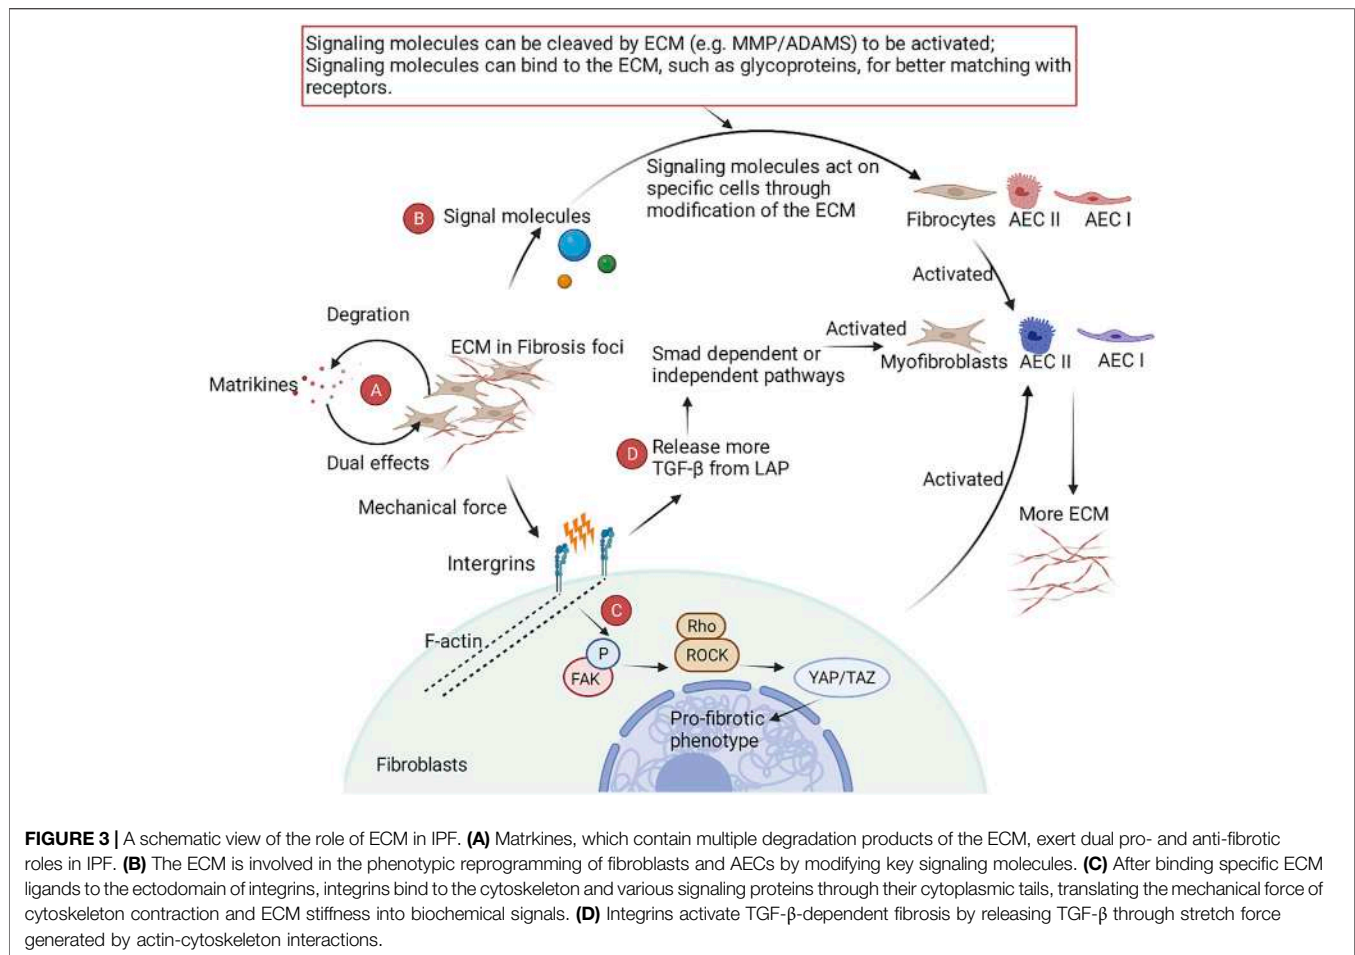 Signaling molecules can be cleaved by ECM (e.g. MMP/ADAMS) to be activated;
Signaling molecules can bind to the ECM, such as glycoproteins, for better matching with
receptors.
Signaling molecules act on
specific cells through
modification of the ECM
B
Signal molecules
Fibrocytes
AEC II
AEC I
Activated
Degration
ECM in Fibrosis foci
Matrikines
A
Dual effects
Smad dependent or
independent pathways
Activated
Myofibroblasts
AEC II
AEC I
D
Release more
TGF-β from LAP
Mechanical force
Activated
More ECM
Intergrins
C
F-actin
P
FAK
Rho
ROCK
YAP/TAZ
Pro-fibrotic
phenotype
Fibroblasts
FIGURE 3 | A schematic view of the role of ECM in IPF. (A) Matrkines, which contain multiple degradation products of the ECM, exert dual pro- and anti-fibrotic
roles in IPF. (B) The ECM is involved in the phenotypic reprogramming of fibroblasts and AECs by modifying key signaling molecules. (C) After binding specific ECM
ligands to the ectodomain of integrins, integrins bind to the cytoskeleton and various signaling proteins through their cytoplasmic tails, translating the mechanical force of
cytoskeleton contraction and ECM stiffness into biochemical signals. (D) Integrins activate TGF-β-dependent fibrosis by releasing TGF-β through stretch force
generated by actin-cytoskeleton interactions.